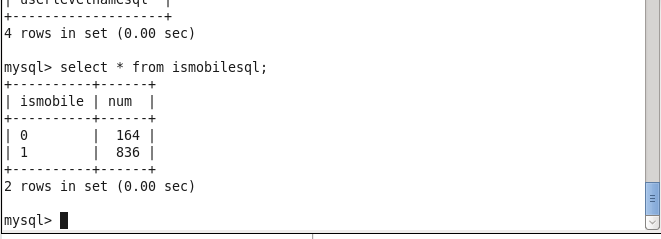 | userlevelnamesql  |
+-------------------+
4 rows in set (0.00 sec)
mysql> select * from ismobilesql;
+----------+------+
| ismobile | num  |
+----------+------+
| 0        |  164 |
| 1        |  836 |
+----------+------+
2 rows in set (0.00 sec)
mysql>